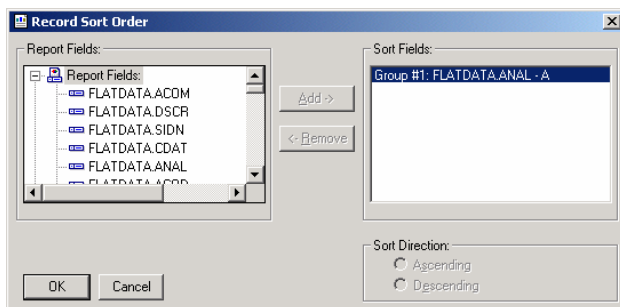 Record Sort Order
Report Fields:
Report Fields:
FLATDATA.ACOM
FLATDATA.DSCR
FLATDATA.SIDN
FLATDATA.CDAT
FLATDATA.ANAL
Add ->
<- Remove
Sort Fields:
Group #1: FLATDATA.ANAL - A
Sort Direction:
Ascending
Descending
OK
Cancel